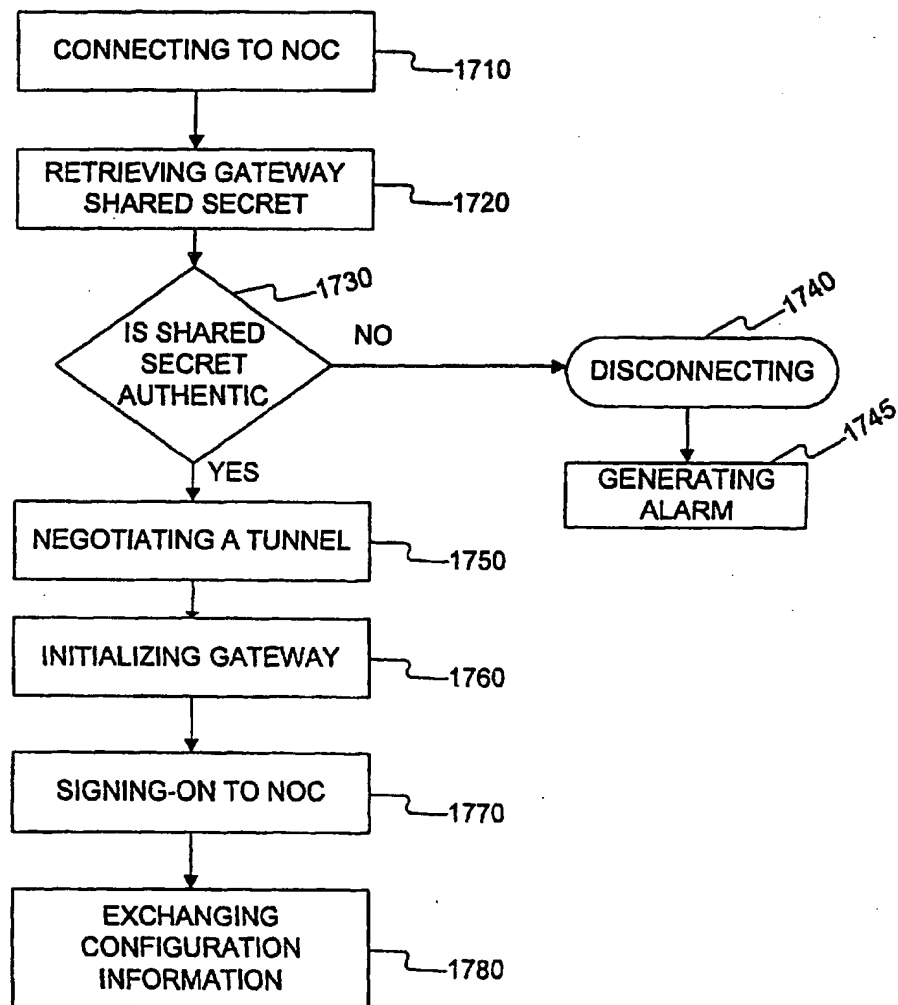 CONNECTING TO NOC
1710
RETRIEVING GATEWAY
SHARED SECRET
1720
1730
IS SHARED
SECRET
AUTHENTIC
NO
1740
DISCONNECTING
1745
GENERATING
ALARM
YES
NEGOTIATING A TUNNEL
1750
INITIALIZING GATEWAY
1760
SIGNING-ON TO NOC
1770
EXCHANGING
CONFIGURATION
INFORMATION
1780